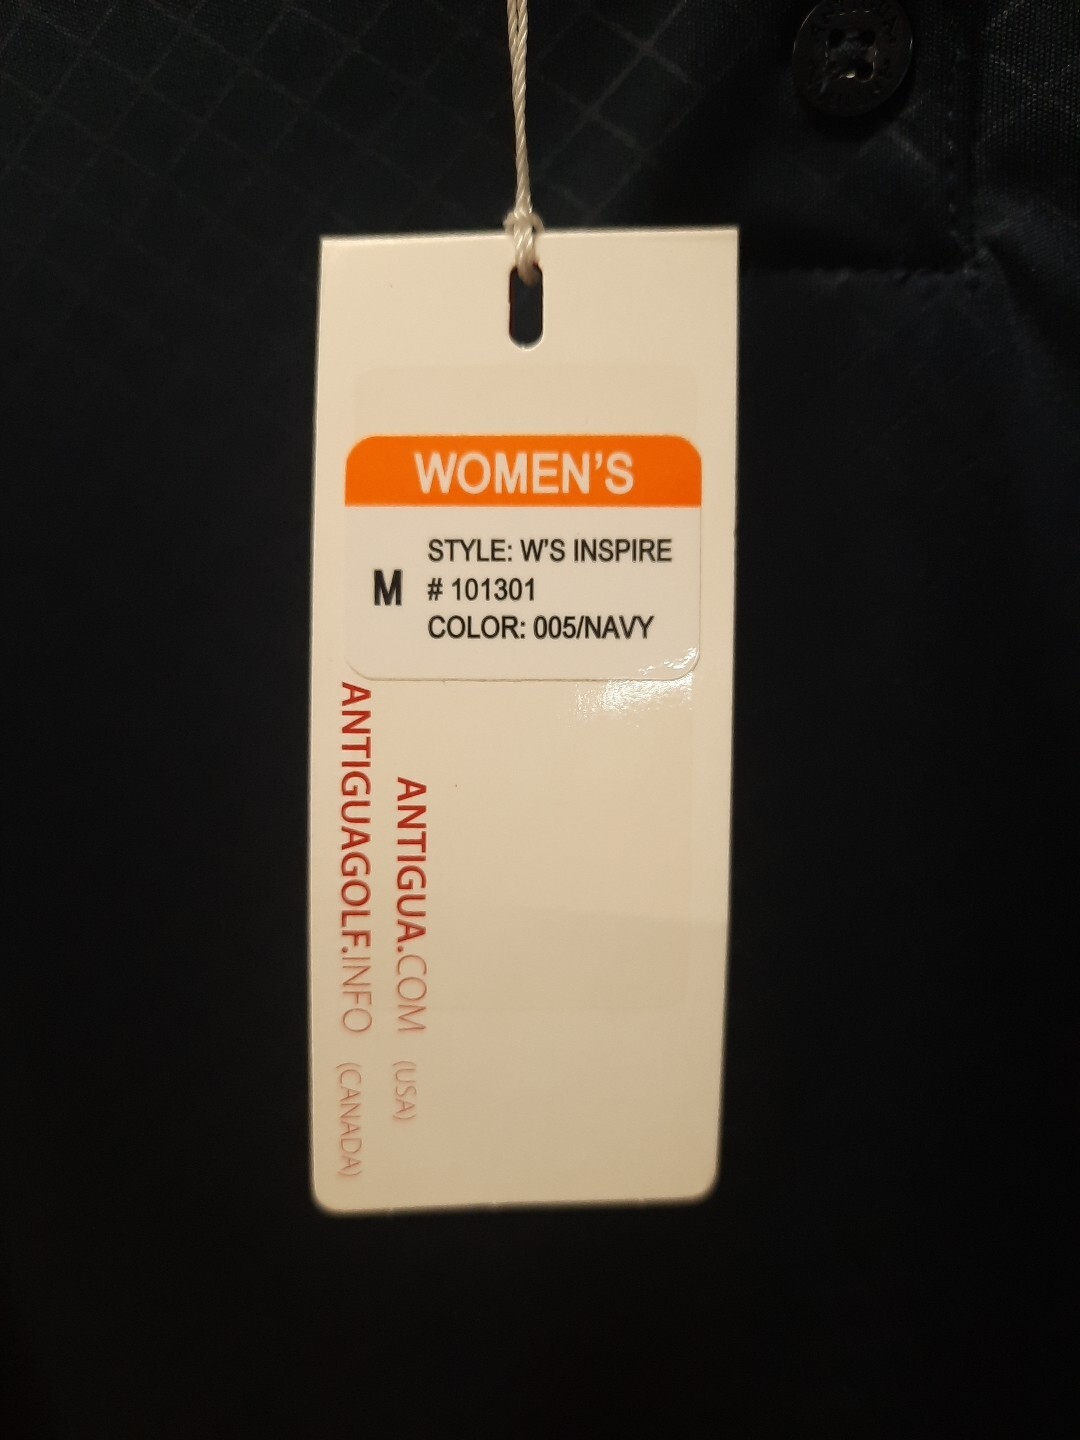 WOMEN'S
M
STYLE: W'S INSPIRE
# 101301
COLOR: 005/NAVY
ANTIGUA.COM (USA)
ANTIGUAGOLF.INFO (CANADA)